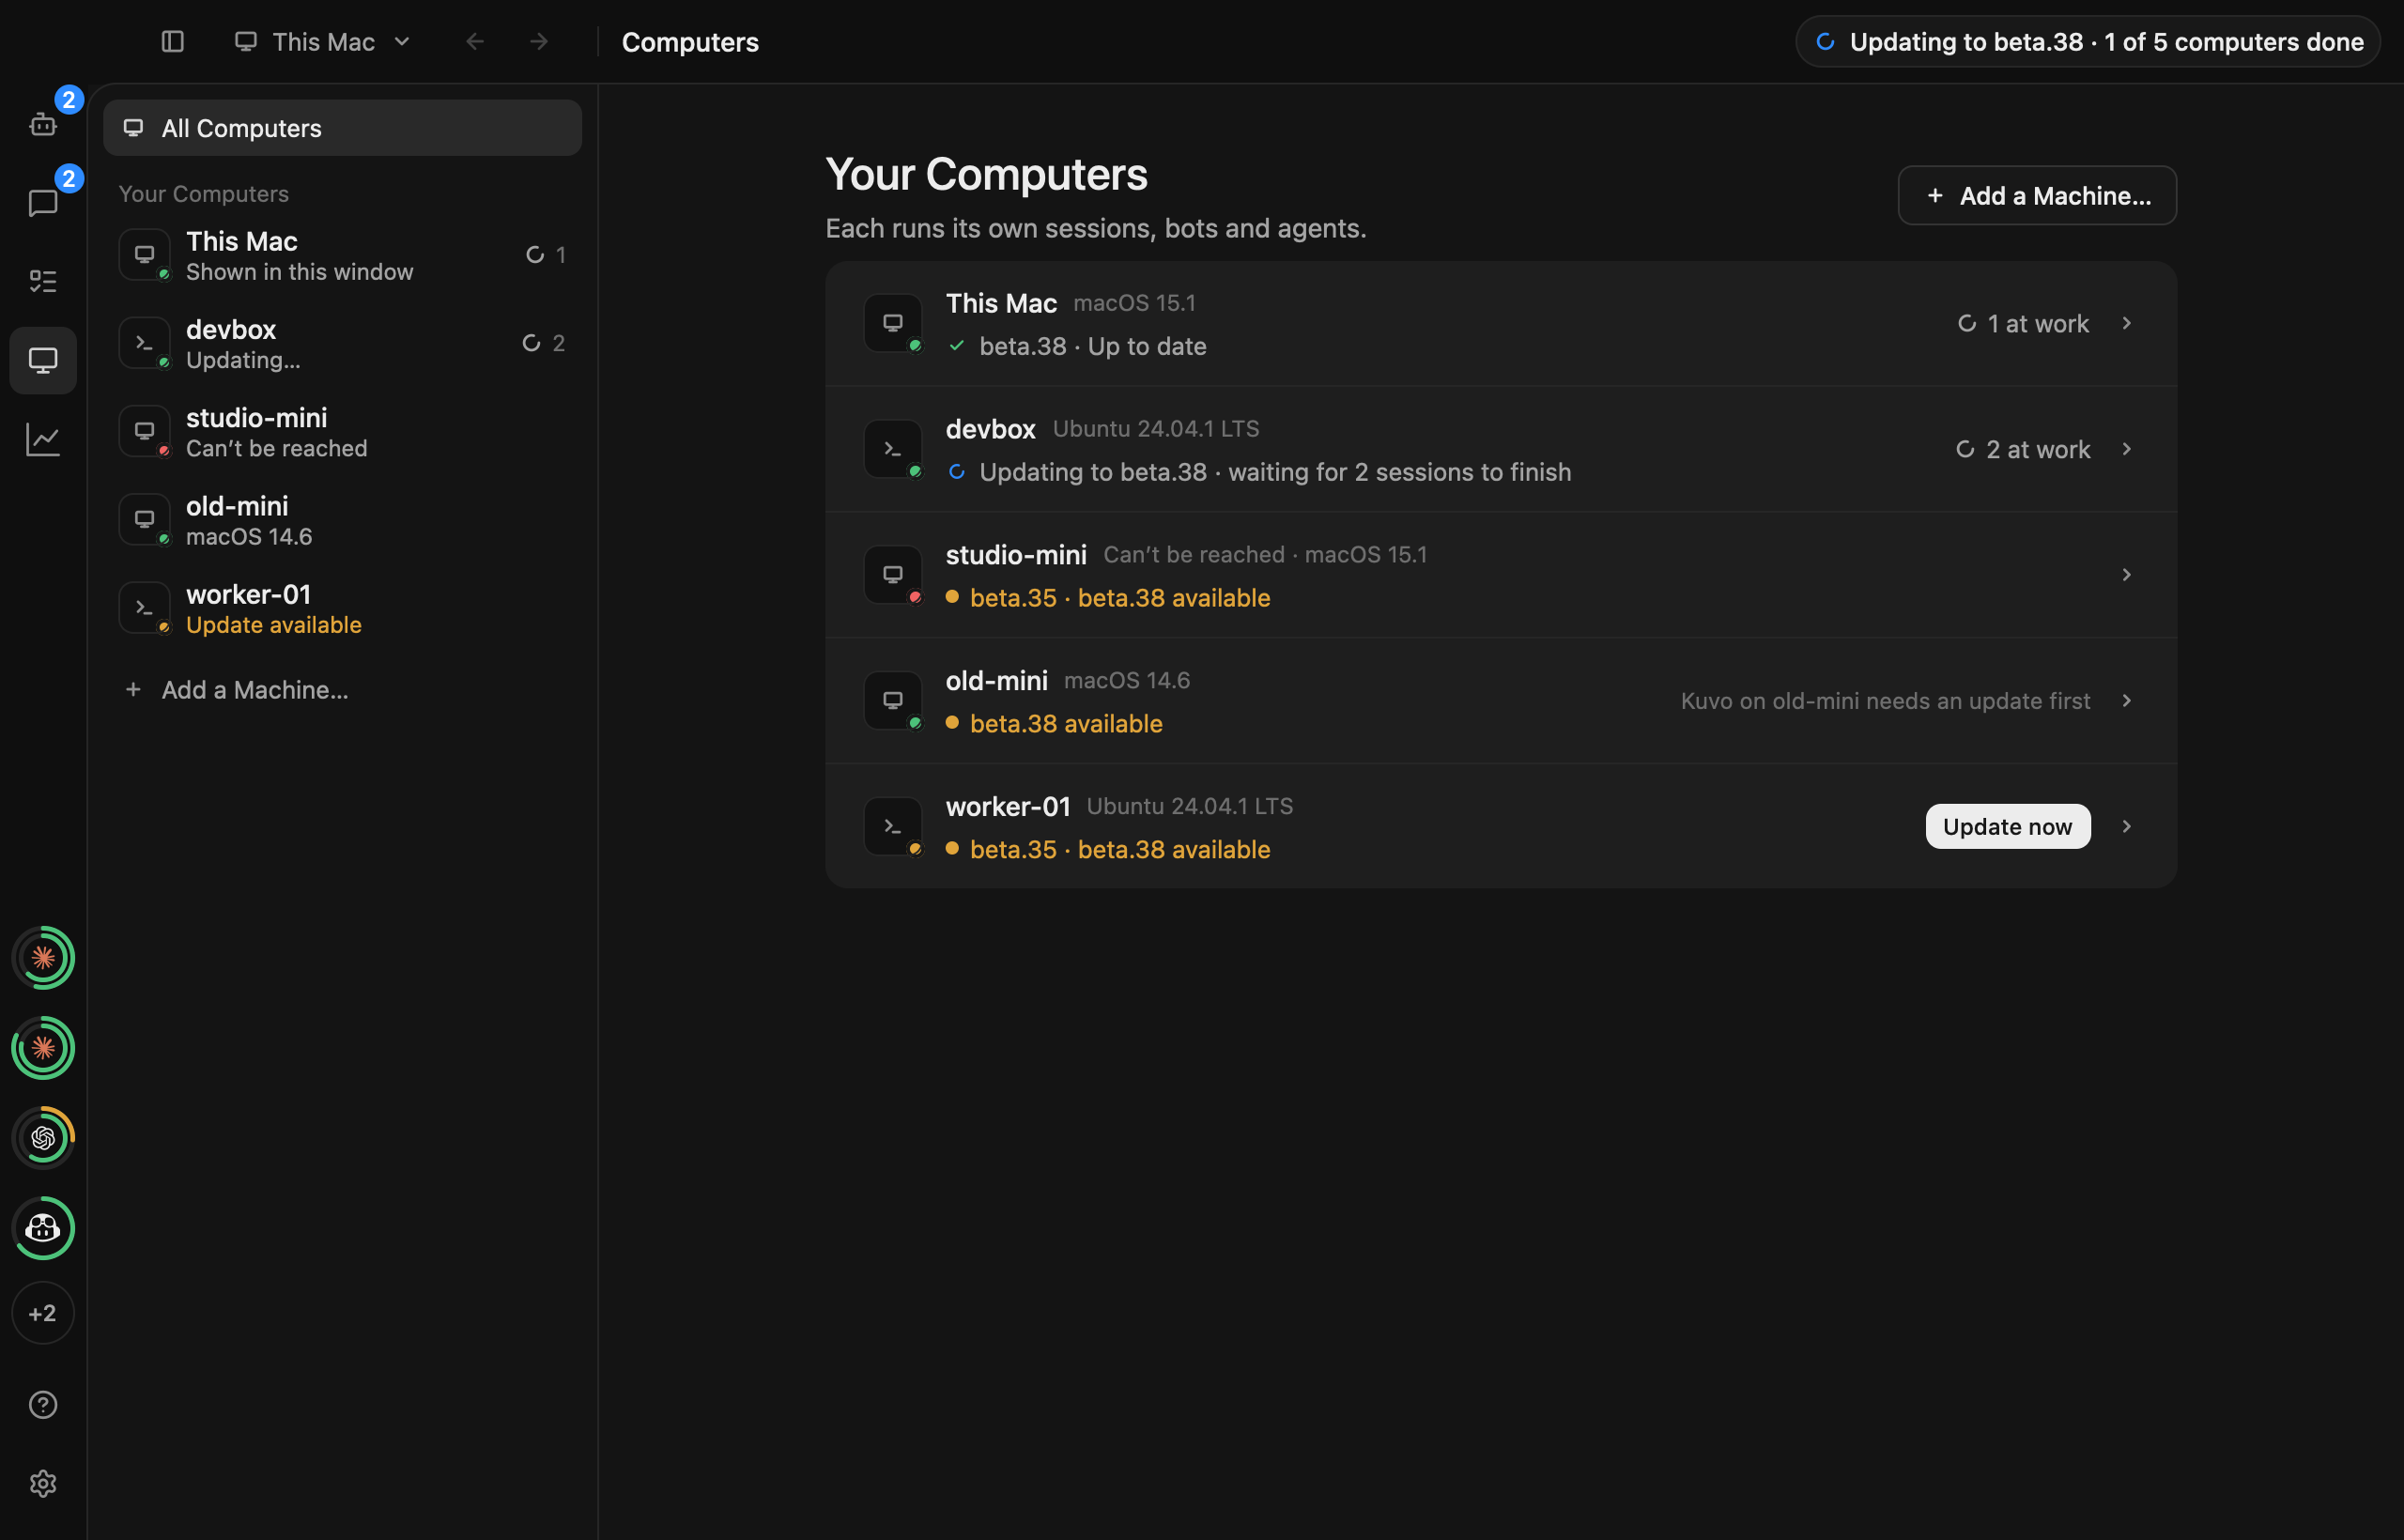 This Mac
Computers
Updating to beta.38 · 1 of 5 computers done
2
2
All Computers
Your Computers
This Mac
Shown in this window
1
devbox
Updating…
2
studio-mini
Can’t be reached
old-mini
macOS 14.6
worker-01
Update available
+ Add a Machine…
+2
Your Computers
Each runs its own sessions, bots and agents.
+ Add a Machine…
This Mac macOS 15.1
beta.38 · Up to date
1 at work
devbox Ubuntu 24.04.1 LTS
Updating to beta.38 · waiting for 2 sessions to finish
2 at work
studio-mini Can’t be reached · macOS 15.1
beta.35 · beta.38 available
old-mini macOS 14.6
beta.38 available
Kuvo on old-mini needs an update first
worker-01 Ubuntu 24.04.1 LTS
beta.35 · beta.38 available
Update now